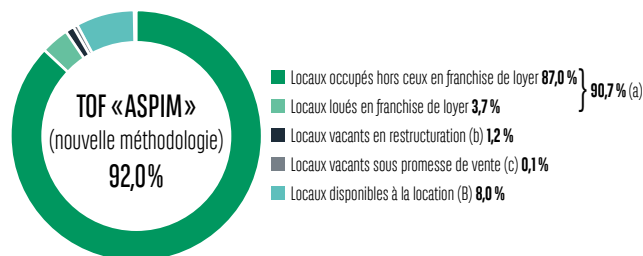 TOF «ASPIM»
(nouvelle méthodologie)
92,0%
Locaux occupés hors ceux en franchise de loyer 87,0 %
Locaux loués en franchise de loyer 3,7 %
90,7 % (a)
Locaux vacants en restructuration (b) 1,2 %
Locaux vacants sous promesse de vente (c) 0,1 %
Locaux disponibles à la location (B) 8,0 %